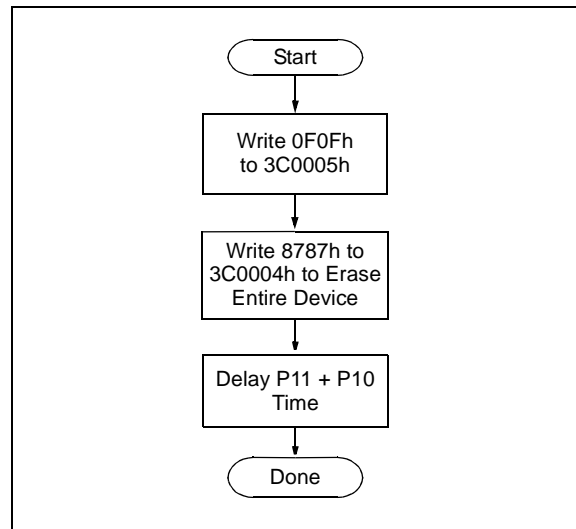 Start
Write 0F0Fh
to 3C0005h
Write 8787h to
3C0004h to Erase
Entire Device
Delay P11 + P10
Time
Done